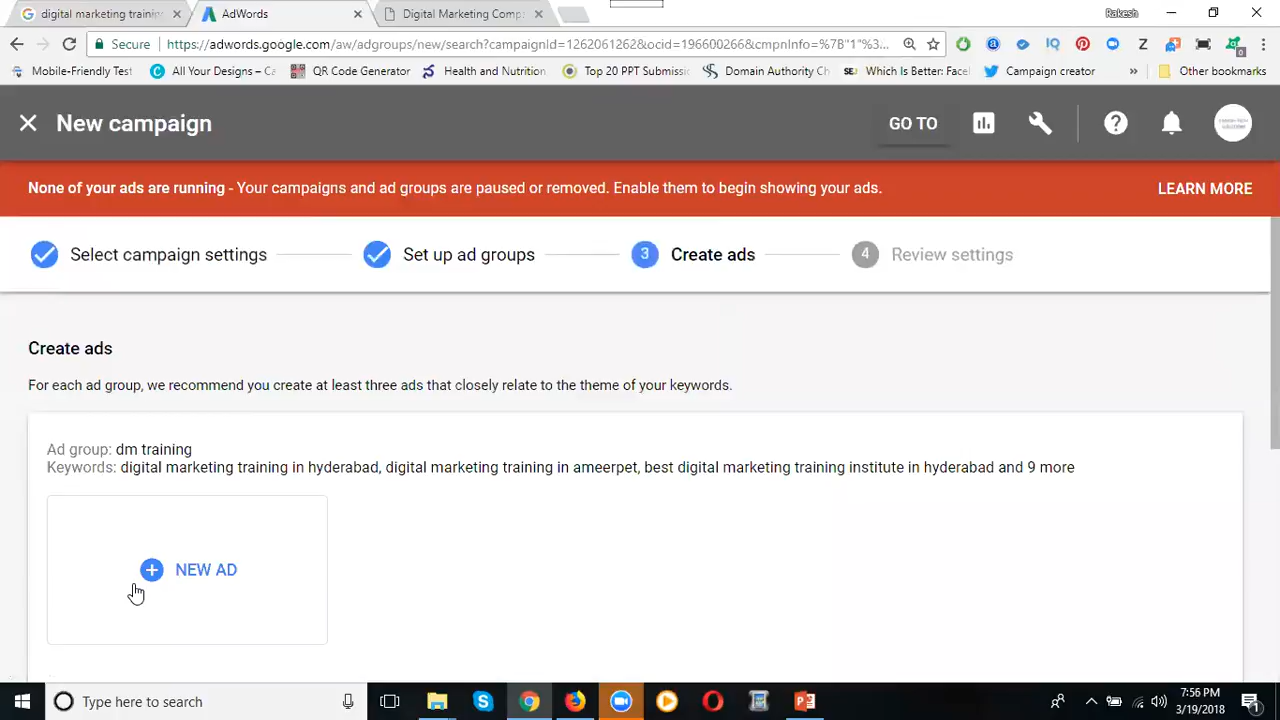 digital marketing training
AdWords
Digital Marketing Comp
Rakesh
Secure
https://adwords.google.com/aw/adgroups/new/search?campaignId=1262061262&ocid=196600266&cmpnInfo=%7B"1"%3...
Mobile-Friendly Test
All Your Designs – Ca
QR Code Generator
Health and Nutrition
Top 20 PPT Submissio
Domain Authority Ch
Which Is Better: Face
Campaign creator
»
Other bookmarks
New campaign
GO TO
None of your ads are running - Your campaigns and ad groups are paused or removed. Enable them to begin showing your ads.
LEARN MORE
Select campaign settings
Set up ad groups
3 Create ads
4 Review settings
Create ads
For each ad group, we recommend you create at least three ads that closely relate to the theme of your keywords.
Ad group: dm training
Keywords: digital marketing training in hyderabad, digital marketing training in ameerpet, best digital marketing training institute in hyderabad and 9 more
NEW AD
Type here to search
7:56 PM
3/19/2018